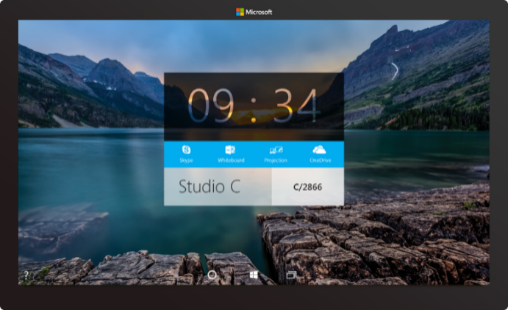 Microsoft
09 : 34
Skype
Whiteboard
Projection
OneDrive
Studio C
C/2866
?